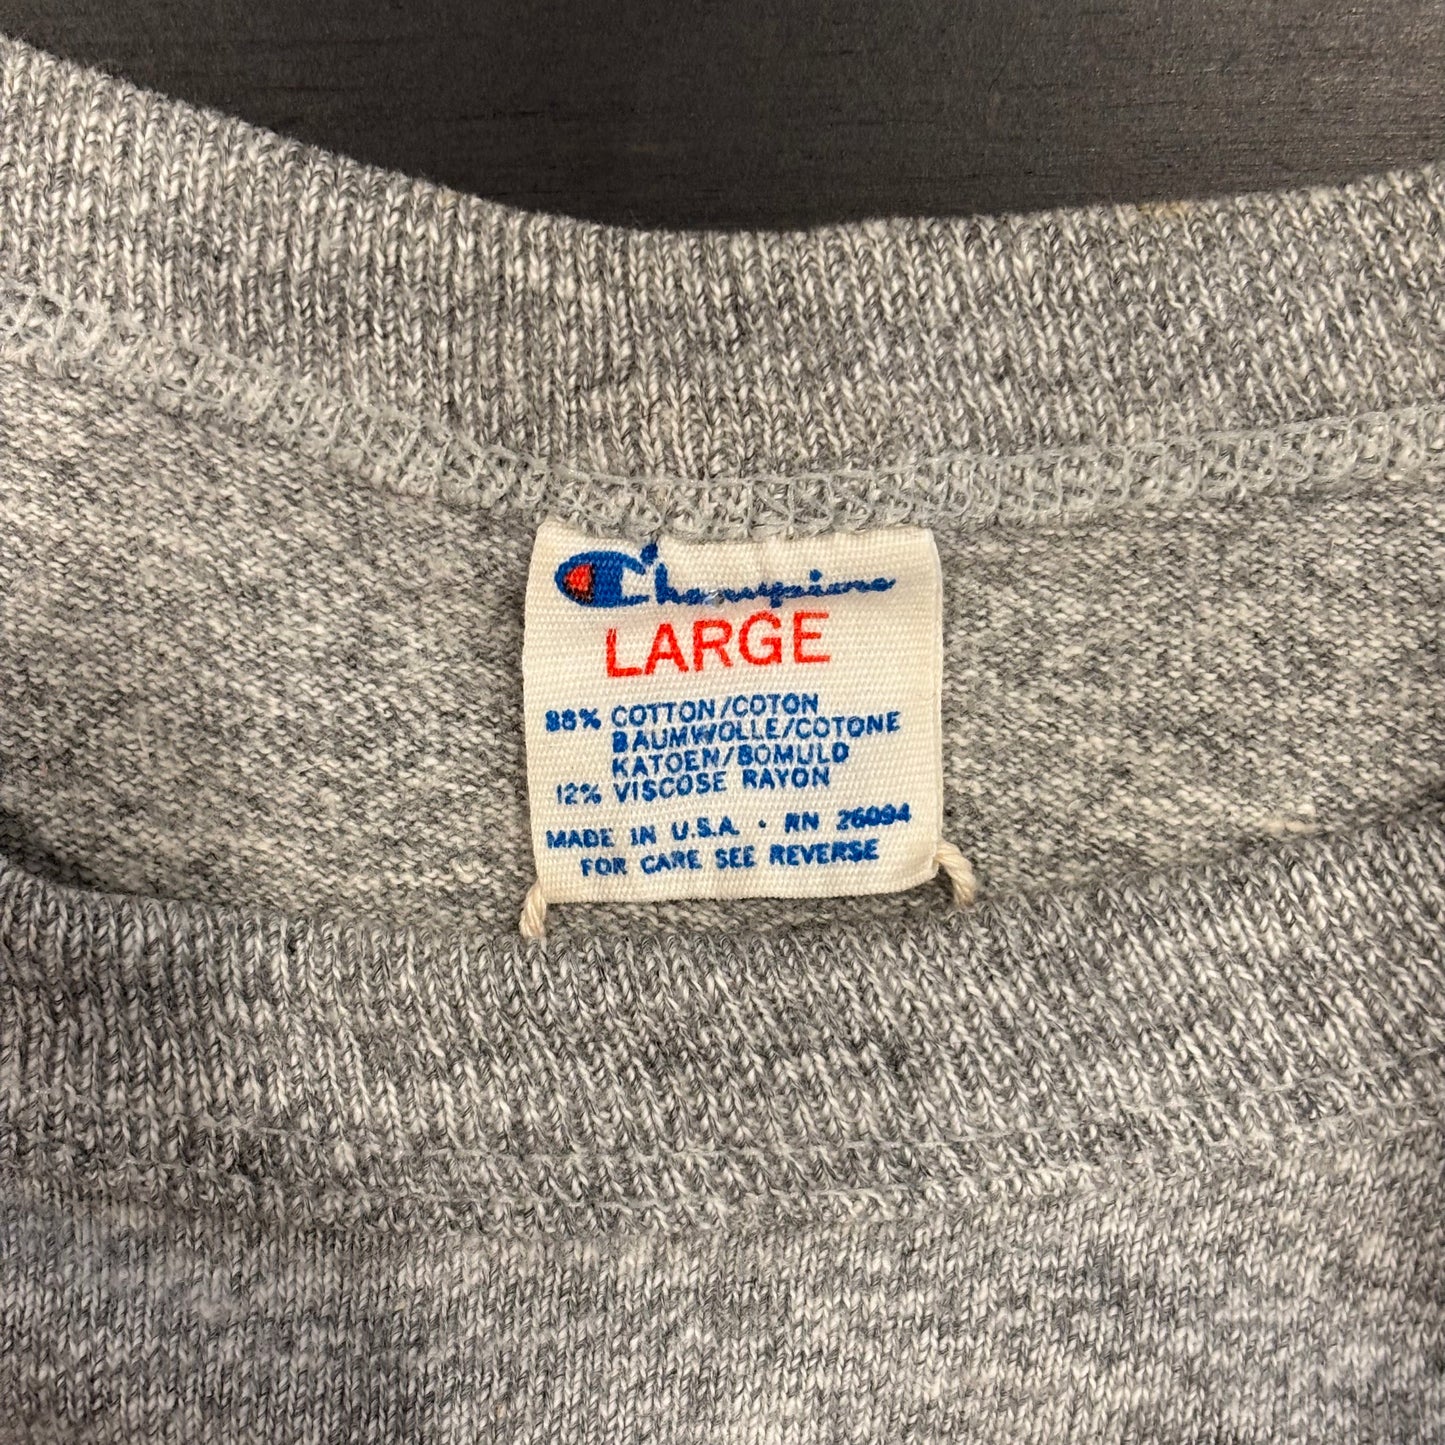 Champion
LARGE
88% COTTON/COTON
BAUMWOLLE/COTONE
KATOEN/BOMULD
12% VISCOSE RAYON
MADE IN U.S.A. • RN 26094
FOR CARE SEE REVERSE